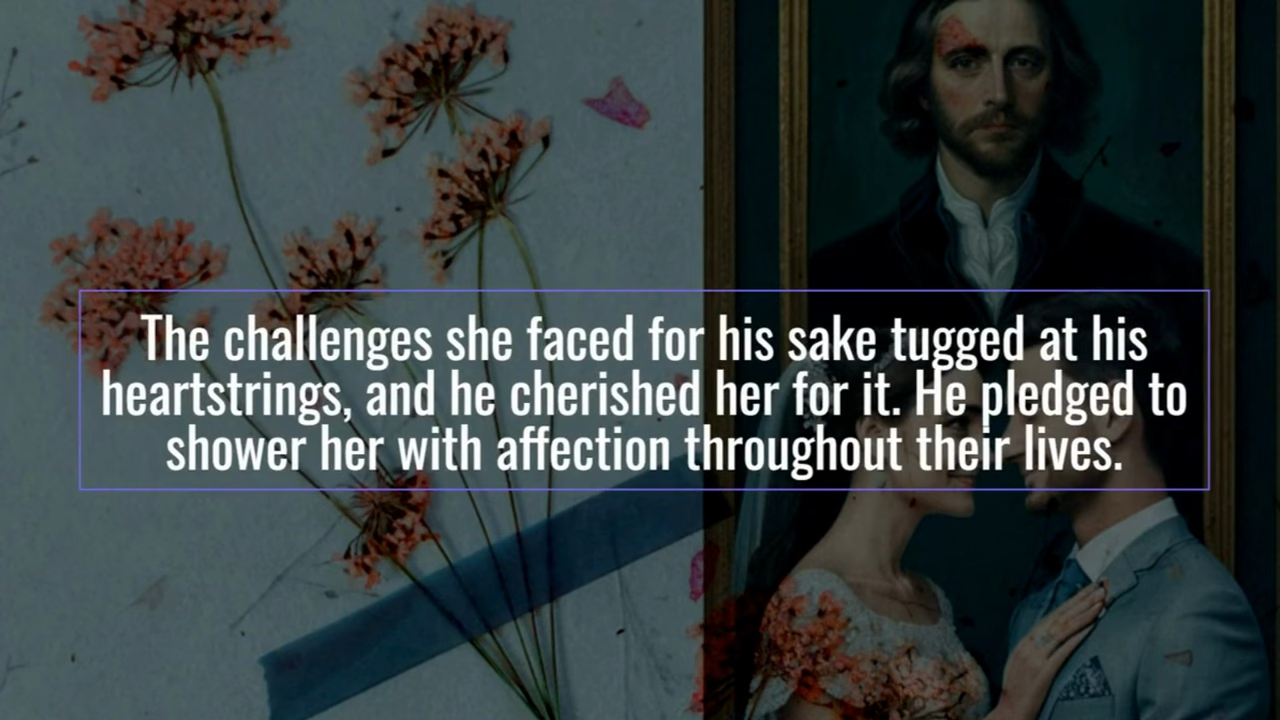 The challenges she faced for his sake tugged at his
heartstrings, and he cherished her for it. He pledged to
shower her with affection throughout their lives.